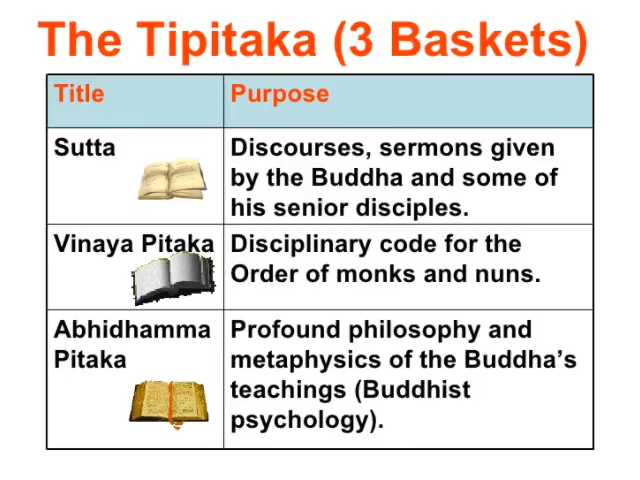 The Tipitaka (3 Baskets)
Title
Purpose
Sutta
Discourses, sermons given
by the Buddha and some of
his senior disciples.
Vinaya Pitaka
Disciplinary code for the
Order of monks and nuns.
Abhidhamma
Pitaka
Profound philosophy and
metaphysics of the Buddha’s
teachings (Buddhist
psychology).